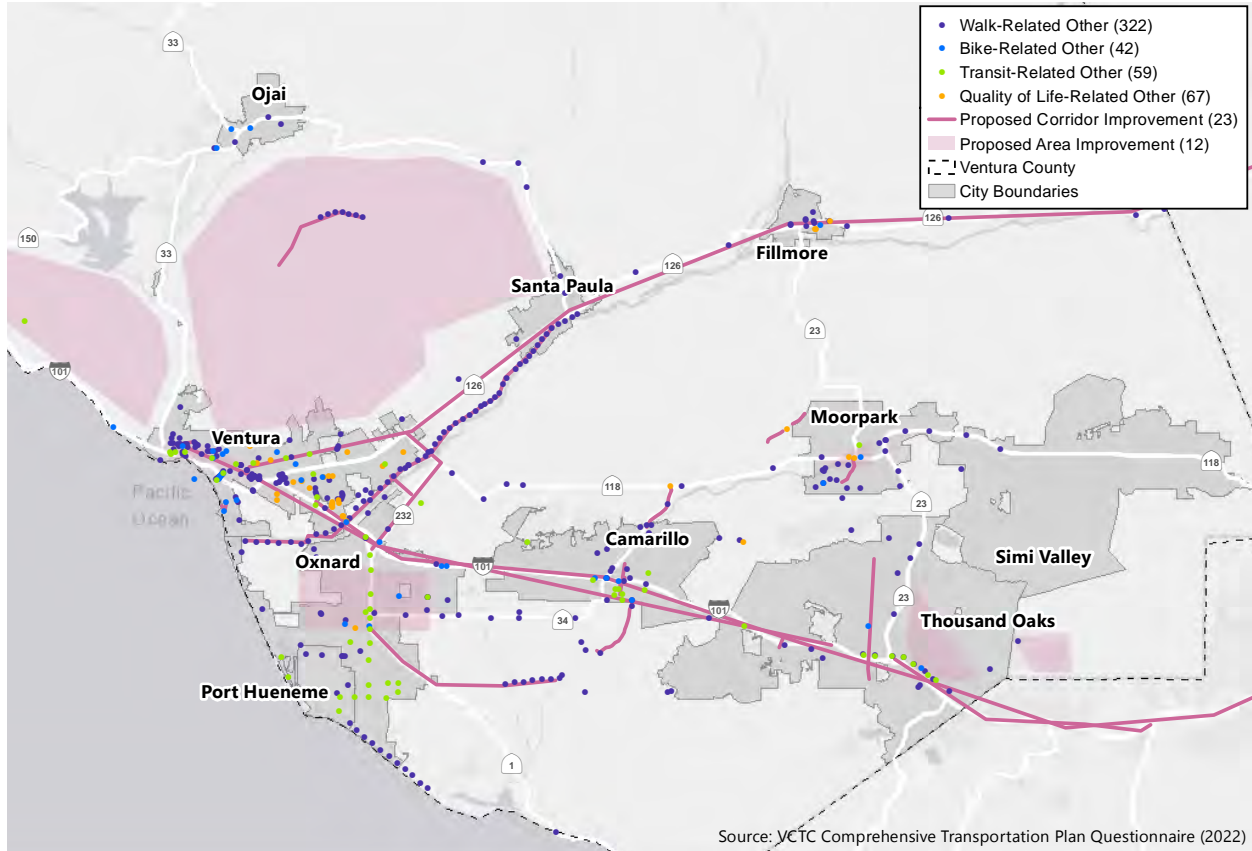 Walk-Related Other (322)
Bike-Related Other (42)
Transit-Related Other (59)
Quality of Life-Related Other (67)
Proposed Corridor Improvement (23)
Proposed Area Improvement (12)
Ventura County
City Boundaries
33
Ojai
150
33
126
Fillmore
126
Santa Paula
23
101
126
Moorpark
Ventura
118
Pacific
Ocean
118
232
23
Camarillo
Oxnard
101
Simi Valley
23
101
34
Thousand Oaks
Port Hueneme
1
Source: VCTC Comprehensive Transportation Plan Questionnaire (2022)